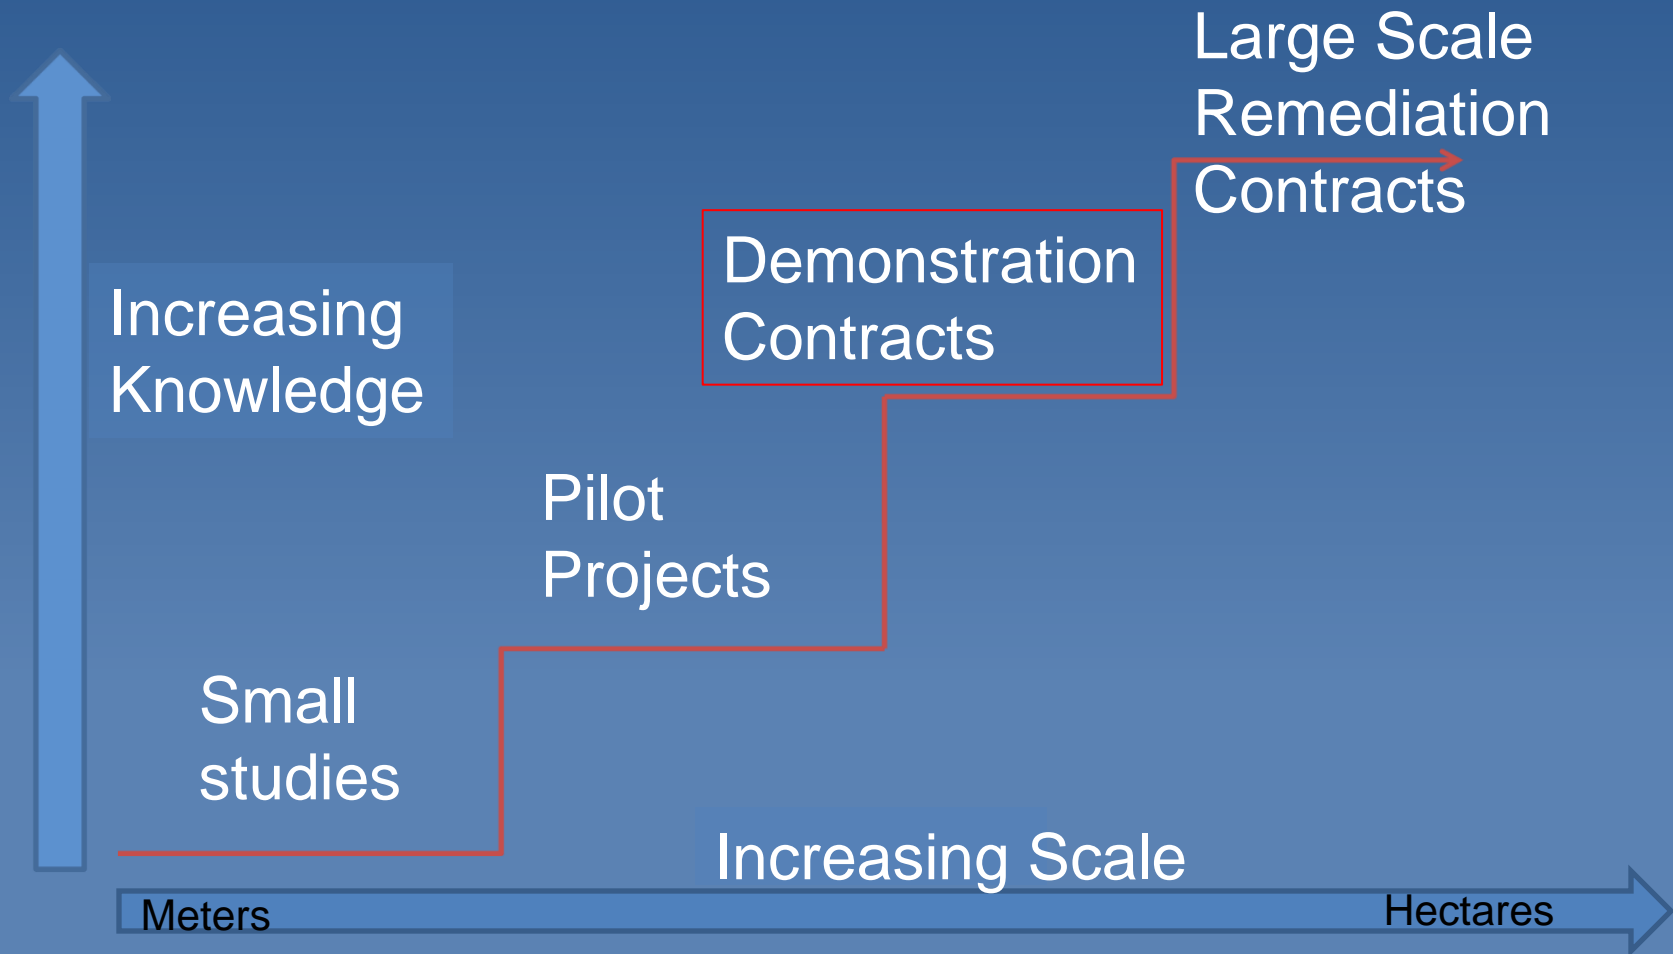 Large Scale
Remediation
Contracts
Demonstration
Contracts
Increasing
Knowledge
Pilot
Projects
Small
studies
Increasing Scale
Meters
Hectares